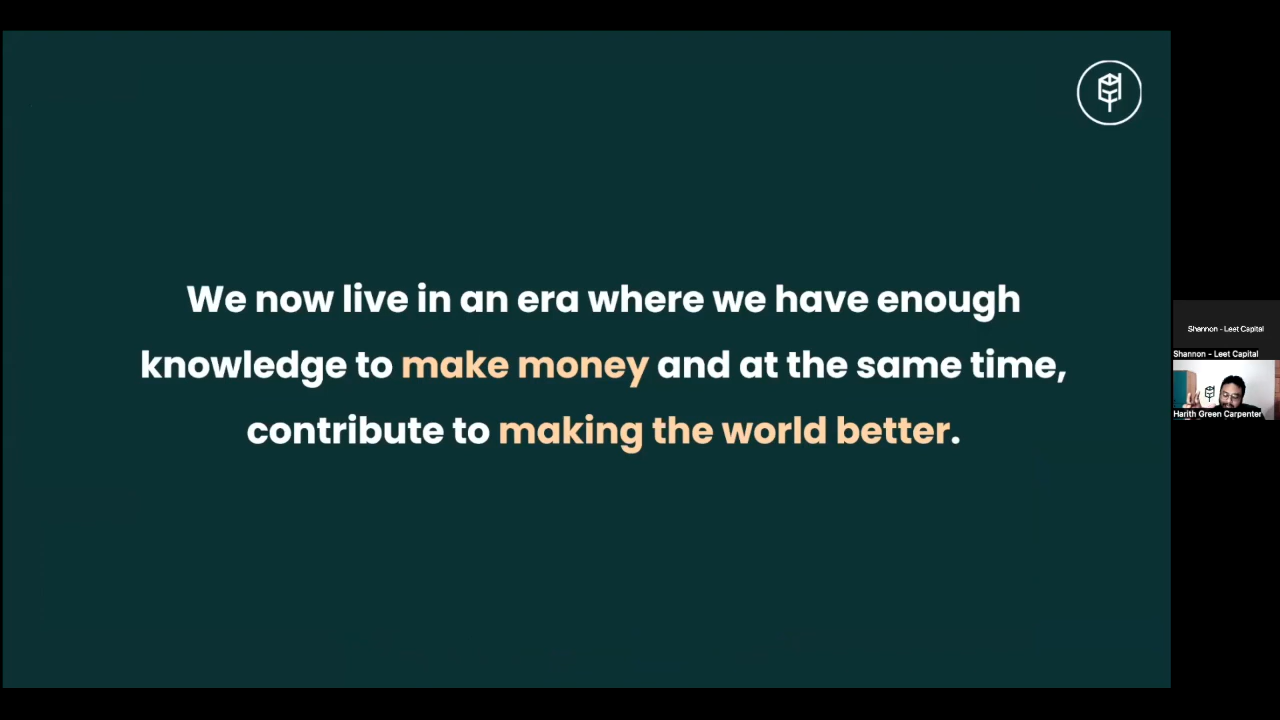 We now live in an era where we have enough
knowledge to make money and at the same time,
contribute to making the world better.
Shannon - Leet Capital
Shannon - Leet Capital
Harith Green Carpenter